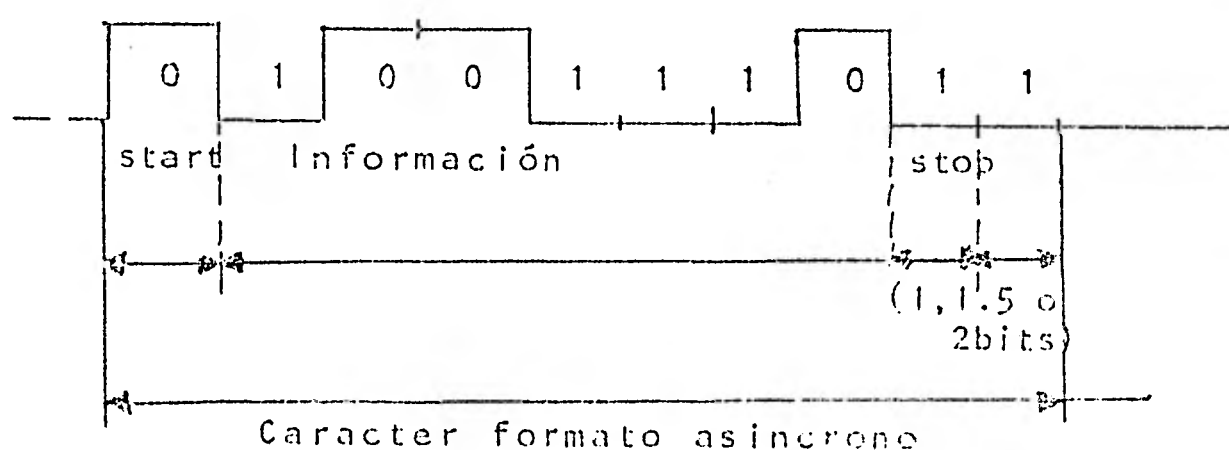 0 1 0 0 1 1 1 0 1 1
start Información stop
(1,1.5 o
2bits)
Caracter formato asincrono